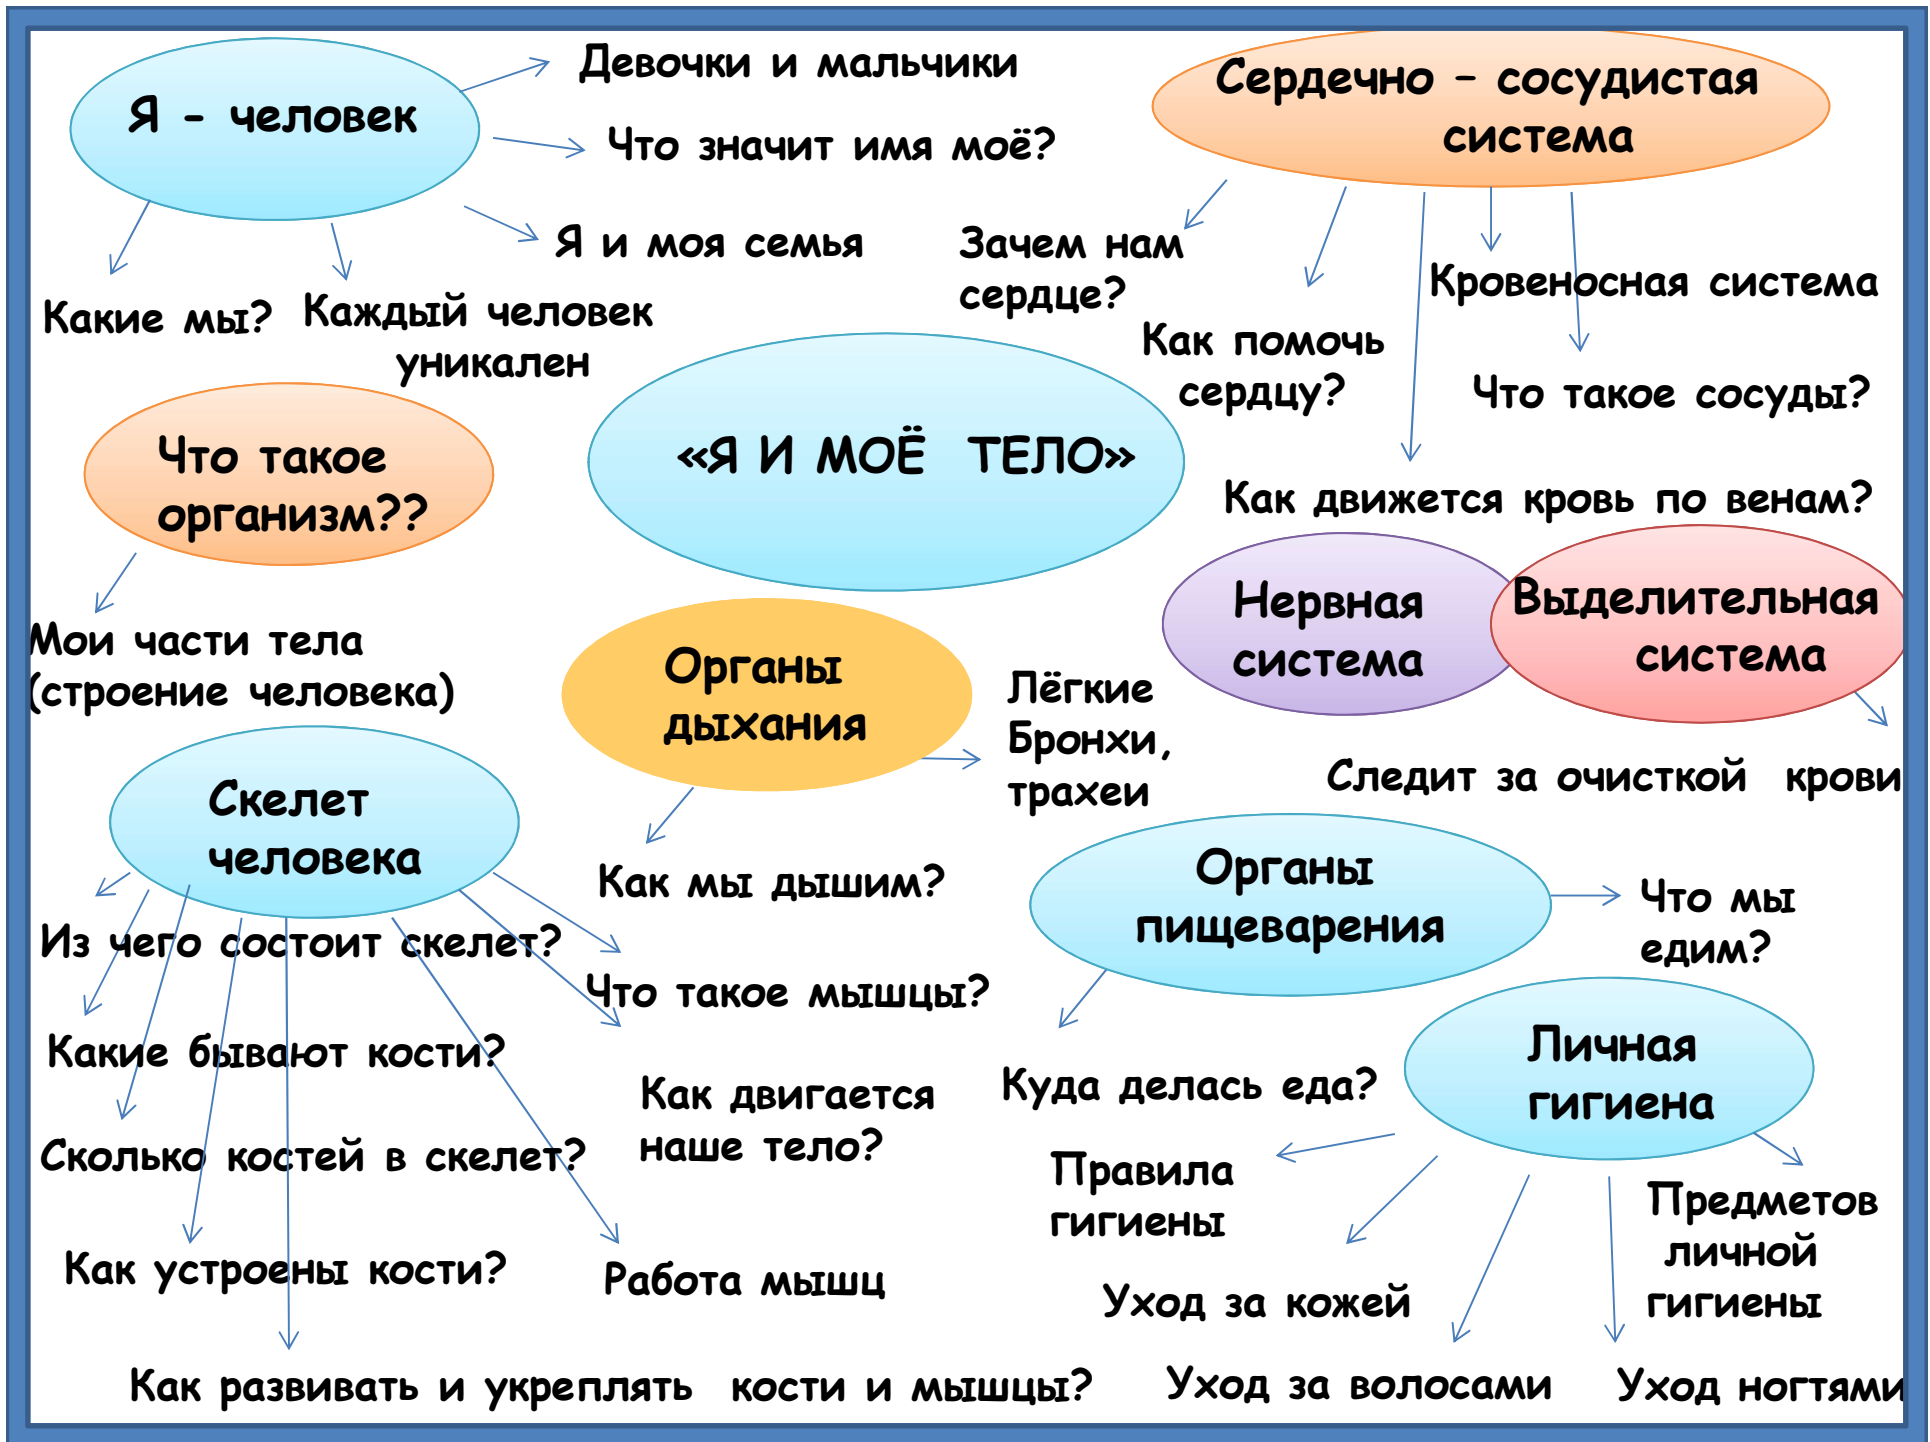 Я - человек
Девочки и мальчики
Что значит имя моё?
Я и моя семья
Какие мы?
Каждый человек
уникален
Сердечно – сосудистая
система
Зачем нам
сердце?
Как помочь
сердцу?
Кровеносная система
Что такое сосуды?
Как движется кровь по венам?
«Я И МОЁ ТЕЛО»
Что такое
организм??
Мои части тела
(строение человека)
Органы
дыхания
Лёгкие
Бронхи,
трахеи
Как мы дышим?
Нервная
система
Выделительная
система
Следит за очисткой крови
Скелет
человека
Из чего состоит скелет?
Какие бывают кости?
Сколько костей в скелет?
Как устроены кости?
Как развивать и укреплять кости и мышцы?
Что такое мышцы?
Как двигается
наше тело?
Работа мышц
Органы
пищеварения
Что мы
едим?
Куда делась еда?
Личная
гигиена
Правила
гигиены
Уход за кожей
Уход за волосами
Уход ногтями
Предметов
личной
гигиены